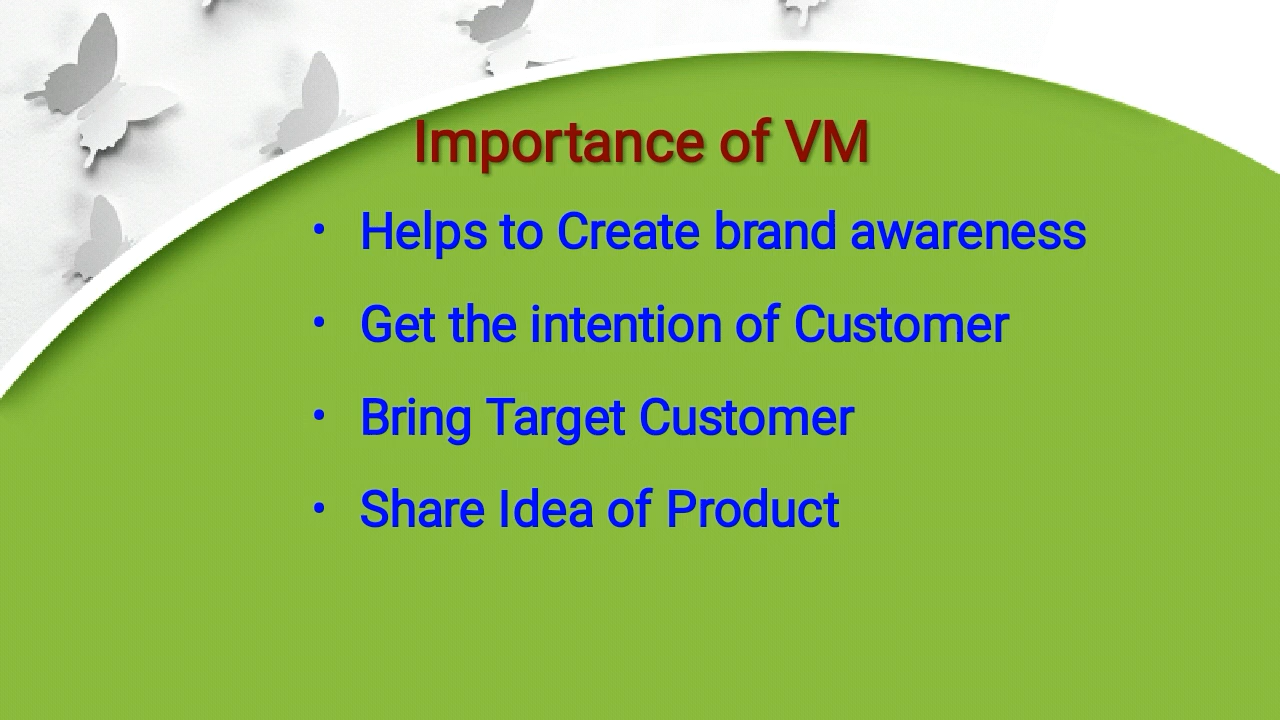 Importance of VM
• Helps to Create brand awareness
• Get the intention of Customer
• Bring Target Customer
• Share Idea of Product